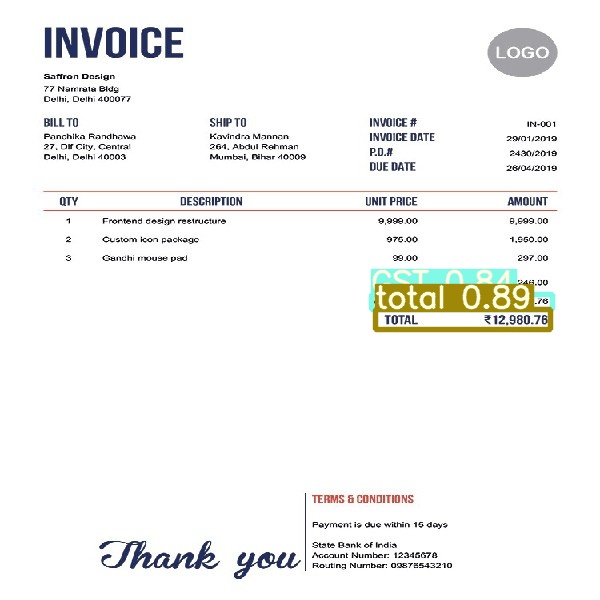 INVOICE
LOGO
Saffron Design
77 Namrata Bldg
Delhi, Delhi 400077
BILL TO
Panchika Randhawa
27, Dlf City, Central
Delhi, Delhi 40003
SHIP TO
Kavindra Mannan
264, Abdul Rehman
Mumbai, Bihar 40009
INVOICE # IN-001
INVOICE DATE 29/01/2019
P.O.# 2430/2019
DUE DATE 26/04/2019
QTY DESCRIPTION UNIT PRICE AMOUNT
1 Frontend design restructure 9,999.00 9,999.00
2 Custom icon package 975.00 1,950.00
3 Gandhi mouse pad 99.00 297.00
GST 0.84
total 0.89
.76
TOTAL ₹12,980.76
TERMS & CONDITIONS
Payment is due within 15 days
Thank you
State Bank of India
Account Number: 12345678
Routing Number: 09876543210